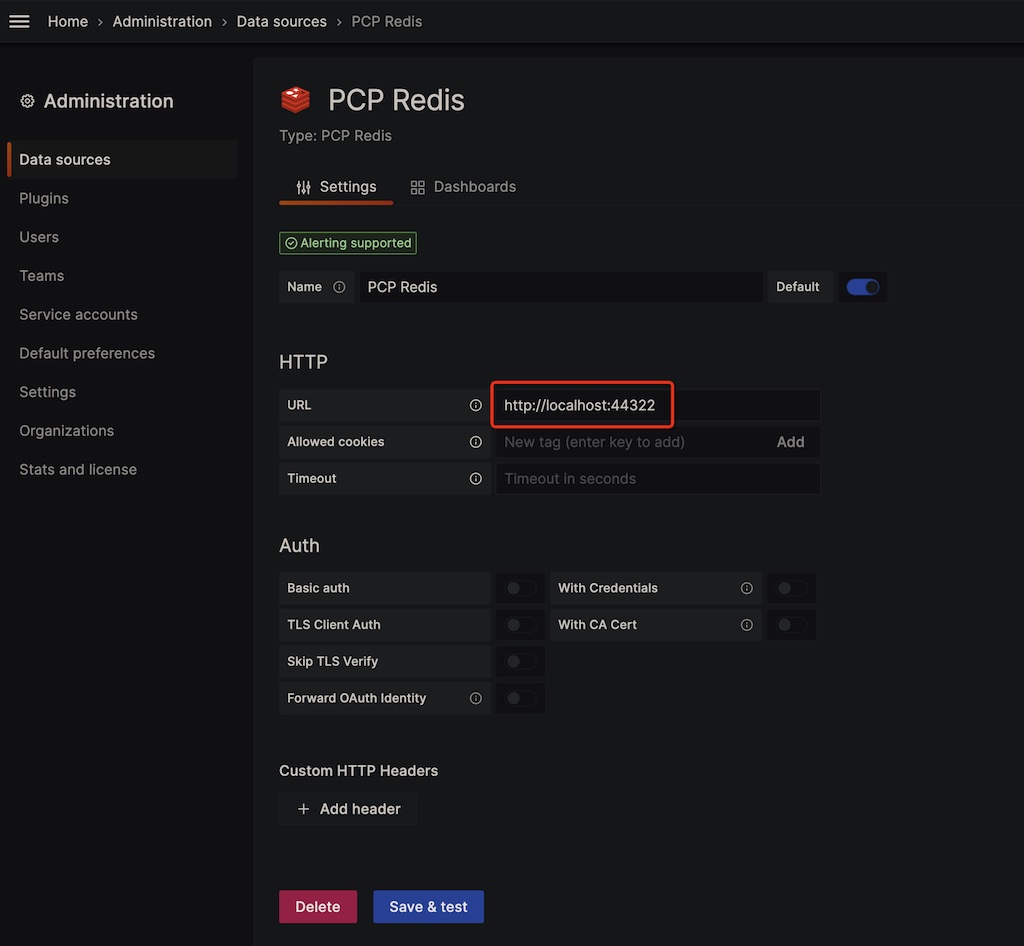 Home › Administration › Data sources › PCP Redis
Administration
Data sources
Plugins
Users
Teams
Service accounts
Default preferences
Settings
Organizations
Stats and license
PCP Redis
Type: PCP Redis
Settings Dashboards
Alerting supported
Name PCP Redis Default
HTTP
URL http://localhost:44322
Allowed cookies New tag (enter key to add) Add
Timeout Timeout in seconds
Auth
Basic auth With Credentials
TLS Client Auth With CA Cert
Skip TLS Verify
Forward OAuth Identity
Custom HTTP Headers
+ Add header
Delete Save & test